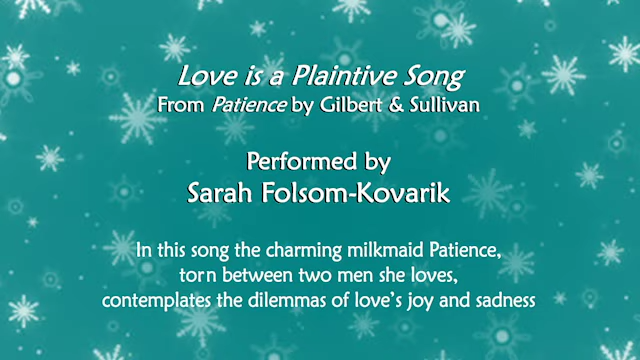 Love is a Plaintive Song
From Patience by Gilbert & Sullivan
Performed by
Sarah Folsom-Kovarik
In this song the charming milkmaid Patience,
torn between two men she loves,
contemplates the dilemmas of love’s joy and sadness